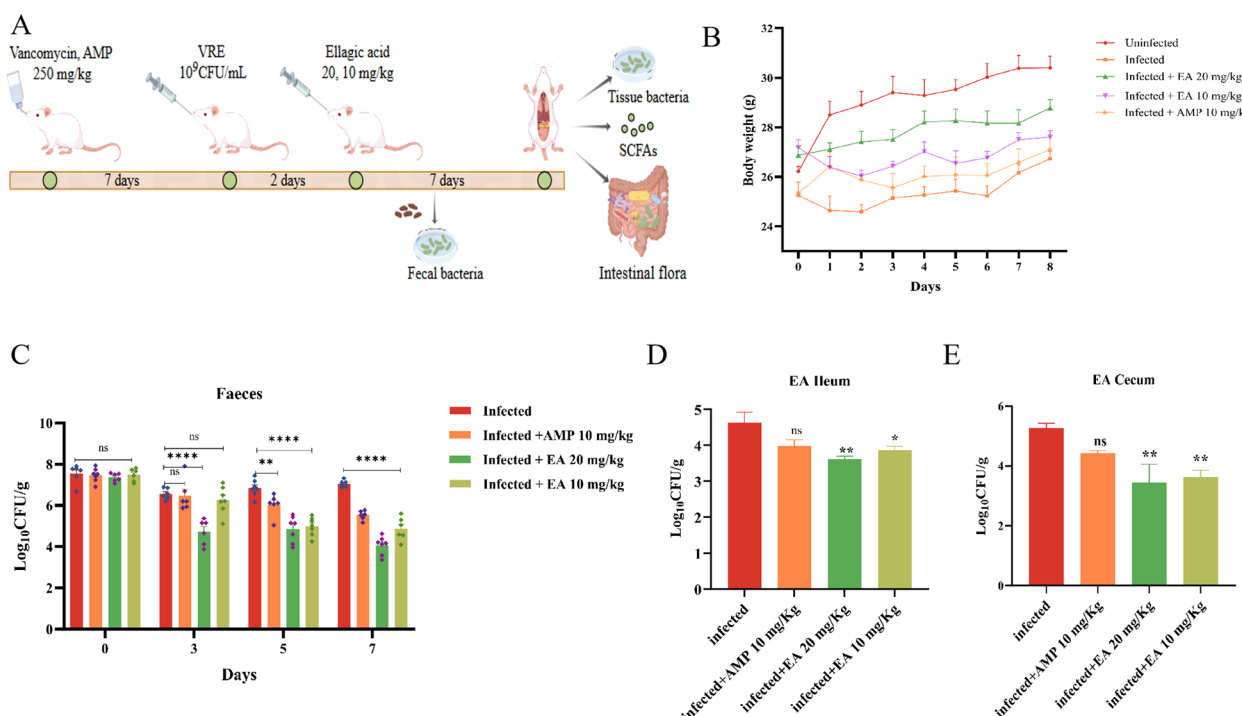 A
Vancomycin, AMP
250 mg/kg
VRE
10⁹CFU/mL
Ellagic acid
20, 10 mg/kg
7 days
2 days
7 days
Fecal bacteria
Tissue bacteria
SCFAs
Intestinal flora
B
Body weight (g)
32
30
28
26
24
0 1 2 3 4 5 6 7 8
Days
Uninfected
Infected
Infected + EA 20 mg/kg
Infected + EA 10 mg/kg
Infected + AMP 10 mg/k
C
Faeces
Log₁₀CFU/g
10
8
6
4
2
0
ns
ns
****
ns
****
**
****
0 3 5 7
Days
Infected
Infected +AMP 10 mg/kg
Infected + EA 20 mg/kg
Infected + EA 10 mg/kg
D
EA Ileum
Log₁₀CFU/g
5
4
3
2
1
0
ns
**
*
infected
infected+AMP 10 mg/Kg
infected+EA 20 mg/Kg
infected+EA 10 mg/Kg
E
EA Cecum
Log₁₀CFU/g
6
4
2
0
ns
**
**
infected
infected+AMP 10 mg/Kg
infected+EA 20 mg/Kg
infected+EA 10 mg/Kg